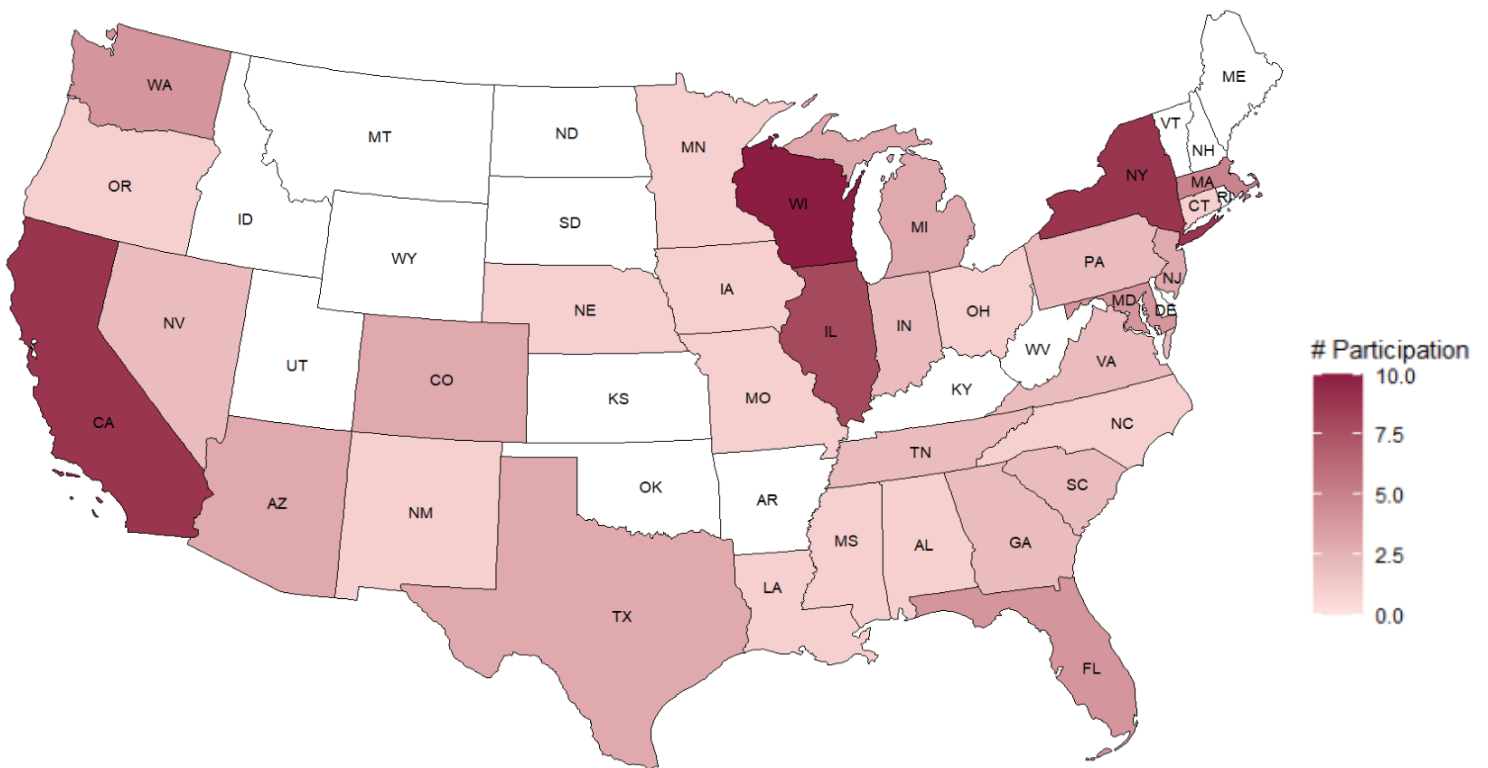 ME
WA
VT
MT
ND
NH
MN
NY
MA
OR
RI
CT
WI
ID
SD
MI
WY
PA
NJ
IA
MD
NE
OH
DE
NV
IN
IL
WV
UT
VA
CO
KY
KS
MO
CA
NC
TN
SC
OK
AR
AZ
NM
GA
MS
AL
LA
TX
FL
# Participation
10.0
7.5
5.0
2.5
0.0